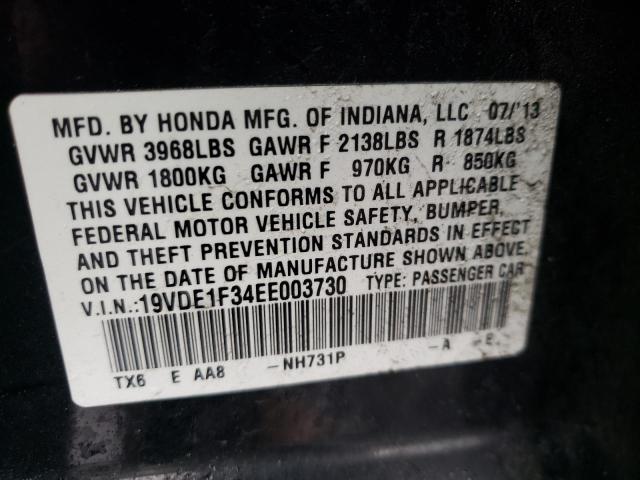 MFD. BY HONDA MFG. OF INDIANA, LLC 07/'13
GVWR 3968LBS GAWR F 2138LBS R 1874LBS
GVWR 1800KG GAWR F 970KG R 850KG
THIS VEHICLE CONFORMS TO ALL APPLICABLE
FEDERAL MOTOR VEHICLE SAFETY, BUMPER,
AND THEFT PREVENTION STANDARDS IN EFFECT
ON THE DATE OF MANUFACTURE SHOWN ABOVE.
V.I.N.:19VDE1F34EE003730 TYPE: PASSENGER CAR
TX6 E AA8 -NH731P -A -E.